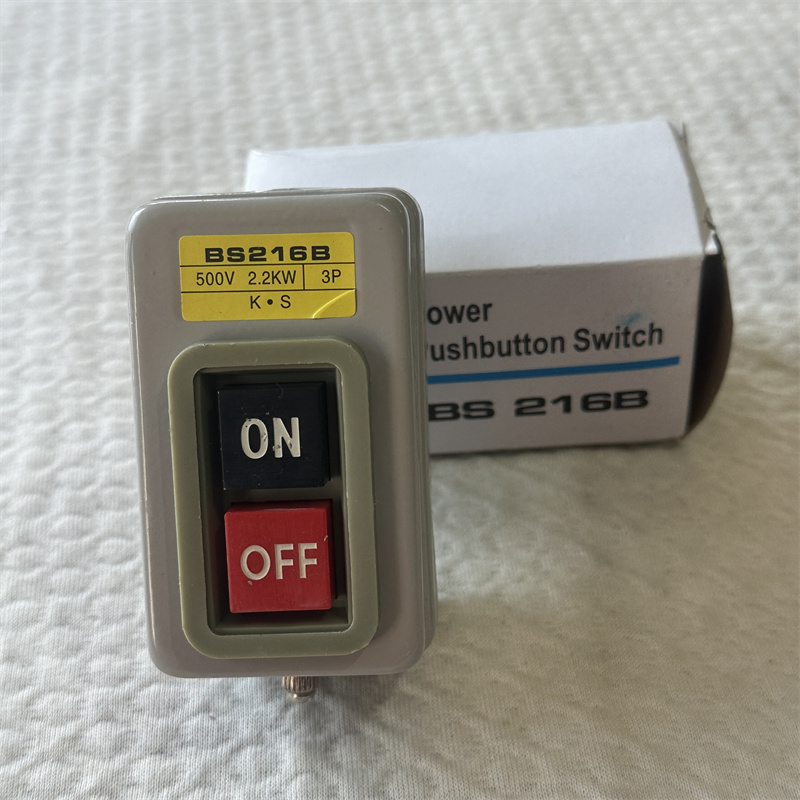 BS216B
500V 2.2KW 3P
K•S
ON
OFF
ower
ushbutton Switch
BS 216B